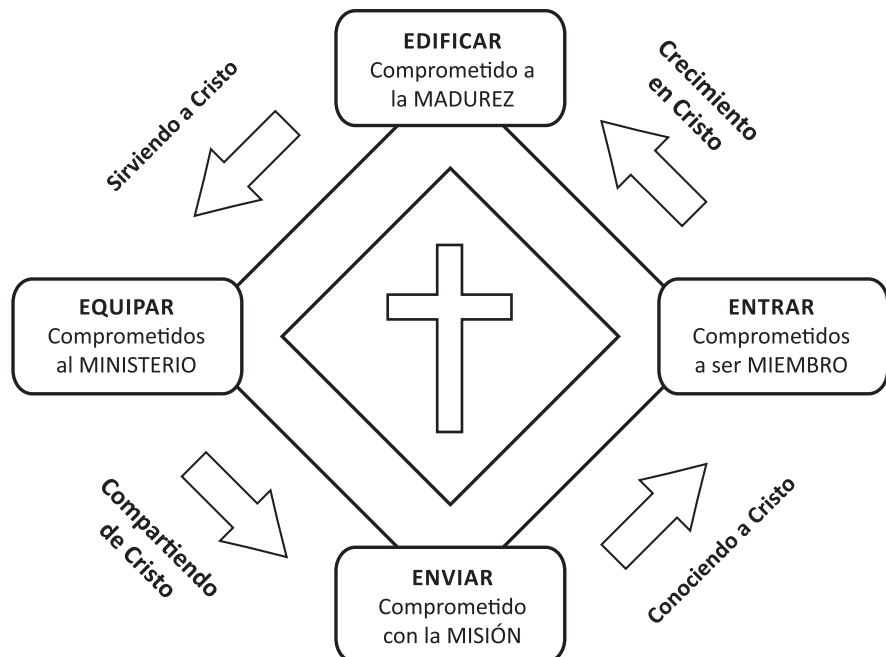 EDIFICAR
Comprometido a
la MADUREZ
Sirviendo a Cristo
Crecimiento
en Cristo
EQUIPAR
Comprometidos
al MINISTERIO
ENTRAR
Comprometidos
a ser MIEMBRO
Compartiendo
de Cristo
Conociendo a Cristo
ENVIAR
Comprometido
con la MISIÓN